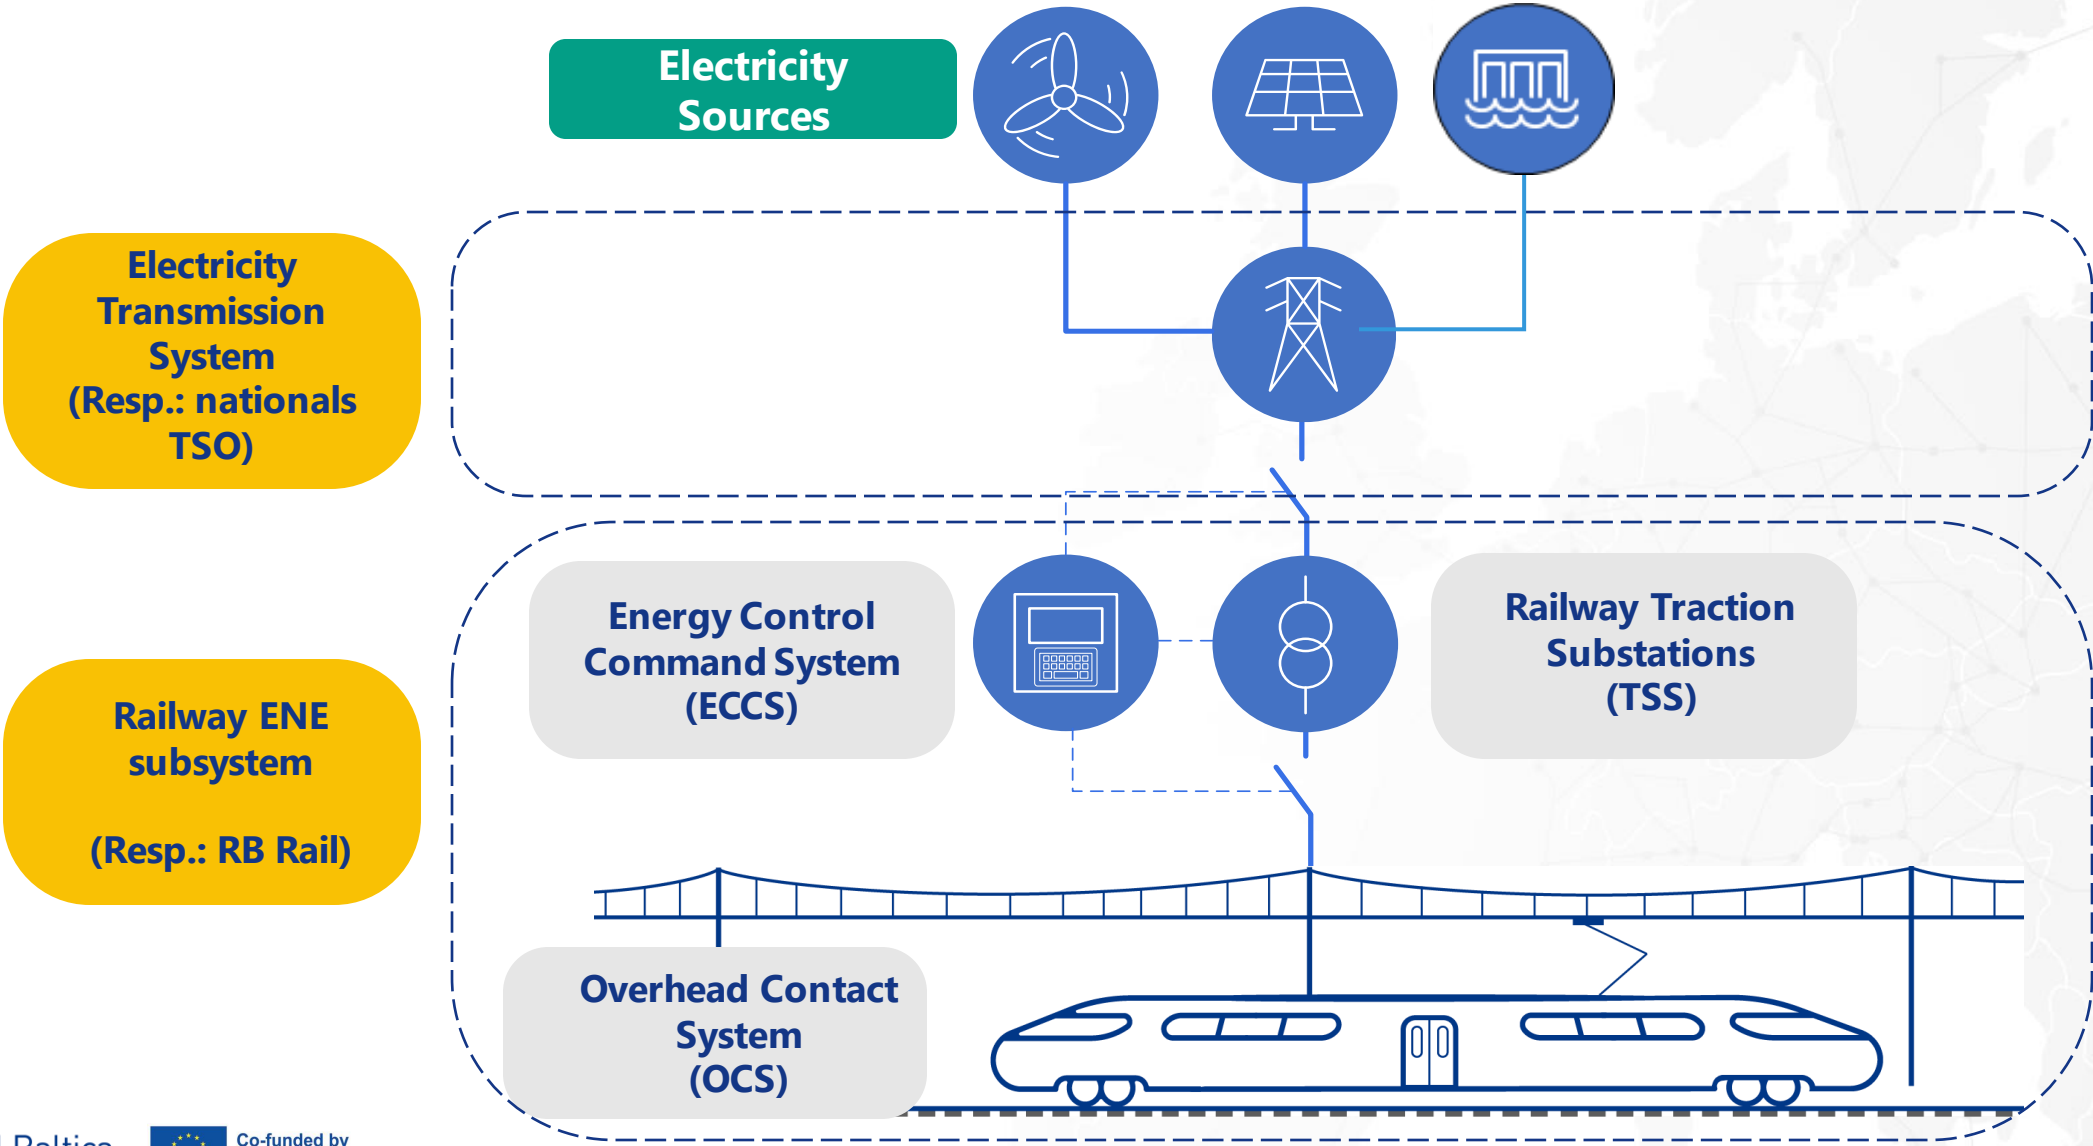 Electricity
Sources
Electricity
Transmission
System
(Resp.: nationals
TSO)
Energy Control
Command System
(ECCS)
Railway Traction
Substations
(TSS)
Railway ENE
subsystem
(Resp.: RB Rail)
Overhead Contact
System
(OCS)
Baltica
Co-funded by